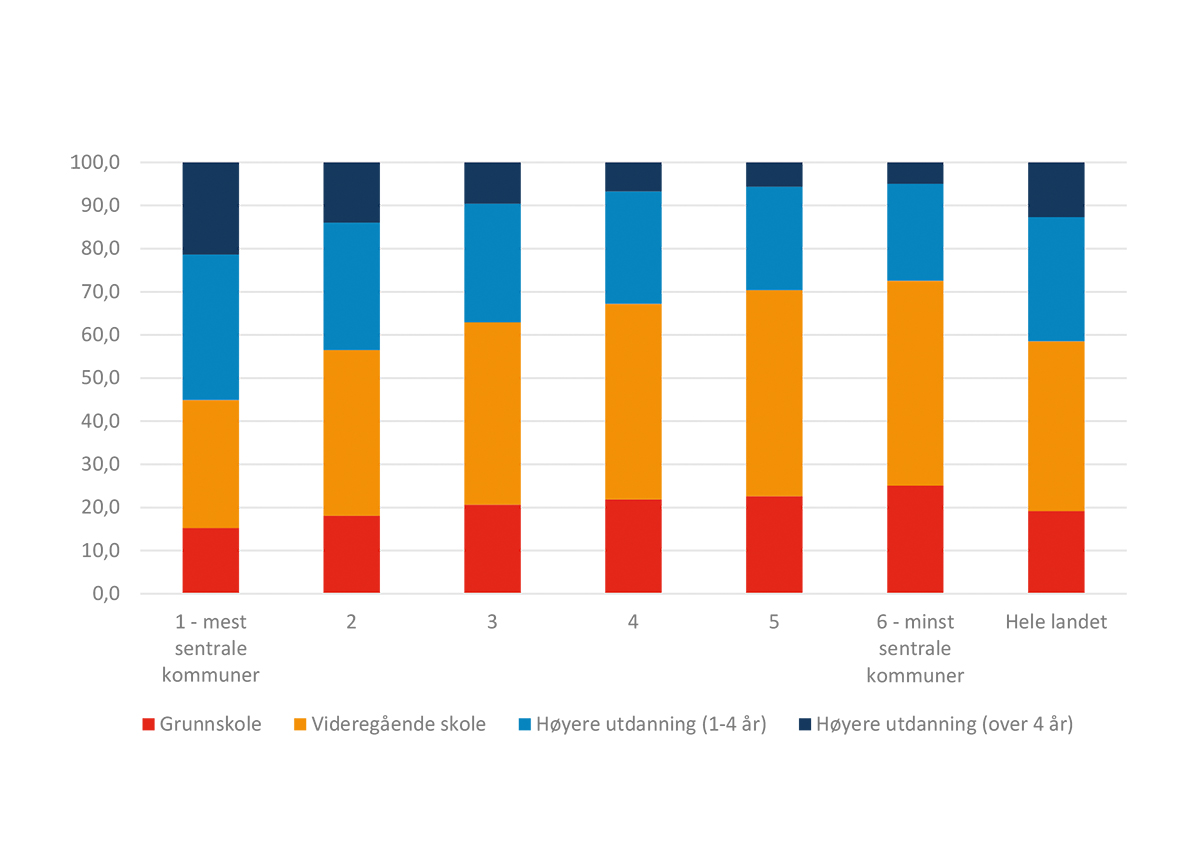 100,0
90,0
80,0
70,0
60,0
50,0
40,0
30,0
20,0
10,0
0,0
1 - mest
sentrale
kommuner
2
3
4
5
6 - minst
sentrale
kommuner
Hele landet
Grunnskole
Videregående skole
Høyere utdanning (1-4 år)
Høyere utdanning (over 4 år)